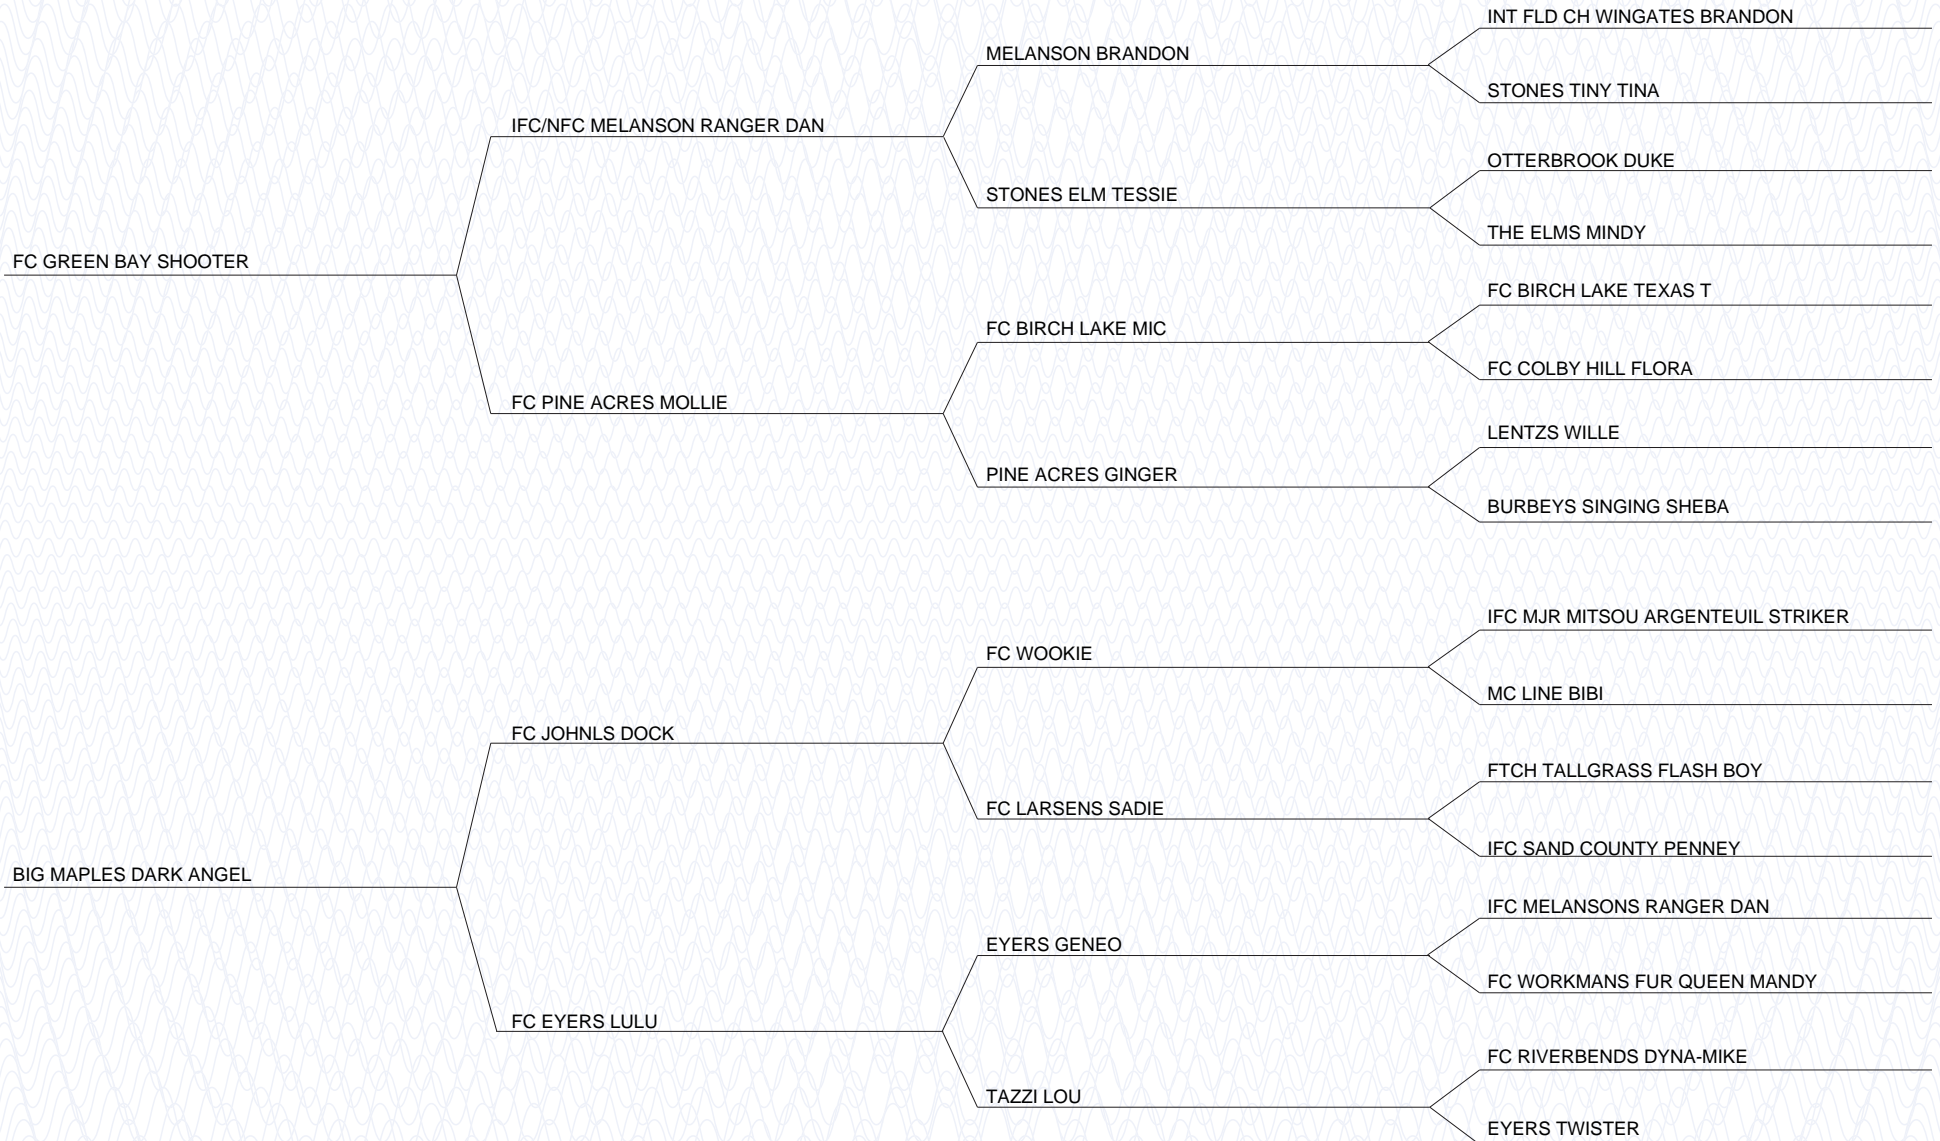 INT FLD CH WINGATES BRANDON
MELANSON BRANDON
STONES TINY TINA
IFC/NFC MELANSON RANGER DAN
OTTERBROOK DUKE
STONES ELM TESSIE
THE ELMS MINDY
FC GREEN BAY SHOOTER
FC BIRCH LAKE TEXAS T
FC BIRCH LAKE MIC
FC COLBY HILL FLORA
FC PINE ACRES MOLLIE
LENTZS WILLE
PINE ACRES GINGER
BURBEYS SINGING SHEBA
IFC MJR MITSOU ARGENTEUIL STRIKER
FC WOOKIE
MC LINE BIBI
FC JOHNLS DOCK
FTCH TALLGRASS FLASH BOY
FC LARSENS SADIE
IFC SAND COUNTY PENNEY
BIG MAPLES DARK ANGEL
IFC MELANSONS RANGER DAN
EYERS GENEO
FC WORKMANS FUR QUEEN MANDY
FC EYERS LULU
FC RIVERBENDS DYNA-MIKE
TAZZI LOU
EYERS TWISTER